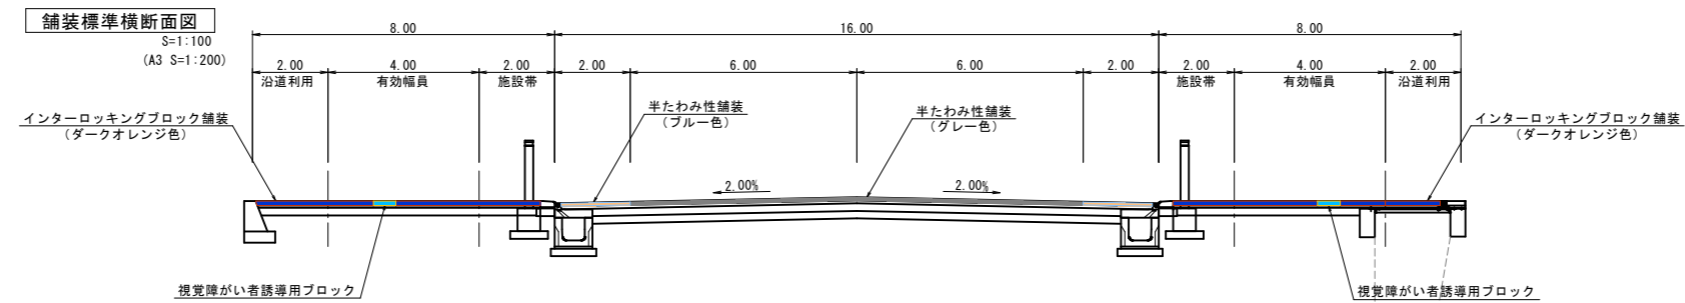 舗装標準横断面図
S=1:100
(A3 S=1:200)
8.00 16.00 8.00
2.00 4.00 2.00 2.00 6.00 6.00 2.00 2.00 4.00 2.00
沿道利用 有効幅員 施設帯 施設帯 有効幅員 沿道利用
インターロッキングブロック舗装
(ダークオレンジ色)
半たわみ性舗装
(ブルー色)
半たわみ性舗装
(グレー色)
インターロッキングブロック舗装
(ダークオレンジ色)
2.00% 2.00%
視覚障がい者誘導用ブロック
視覚障がい者誘導用ブロック